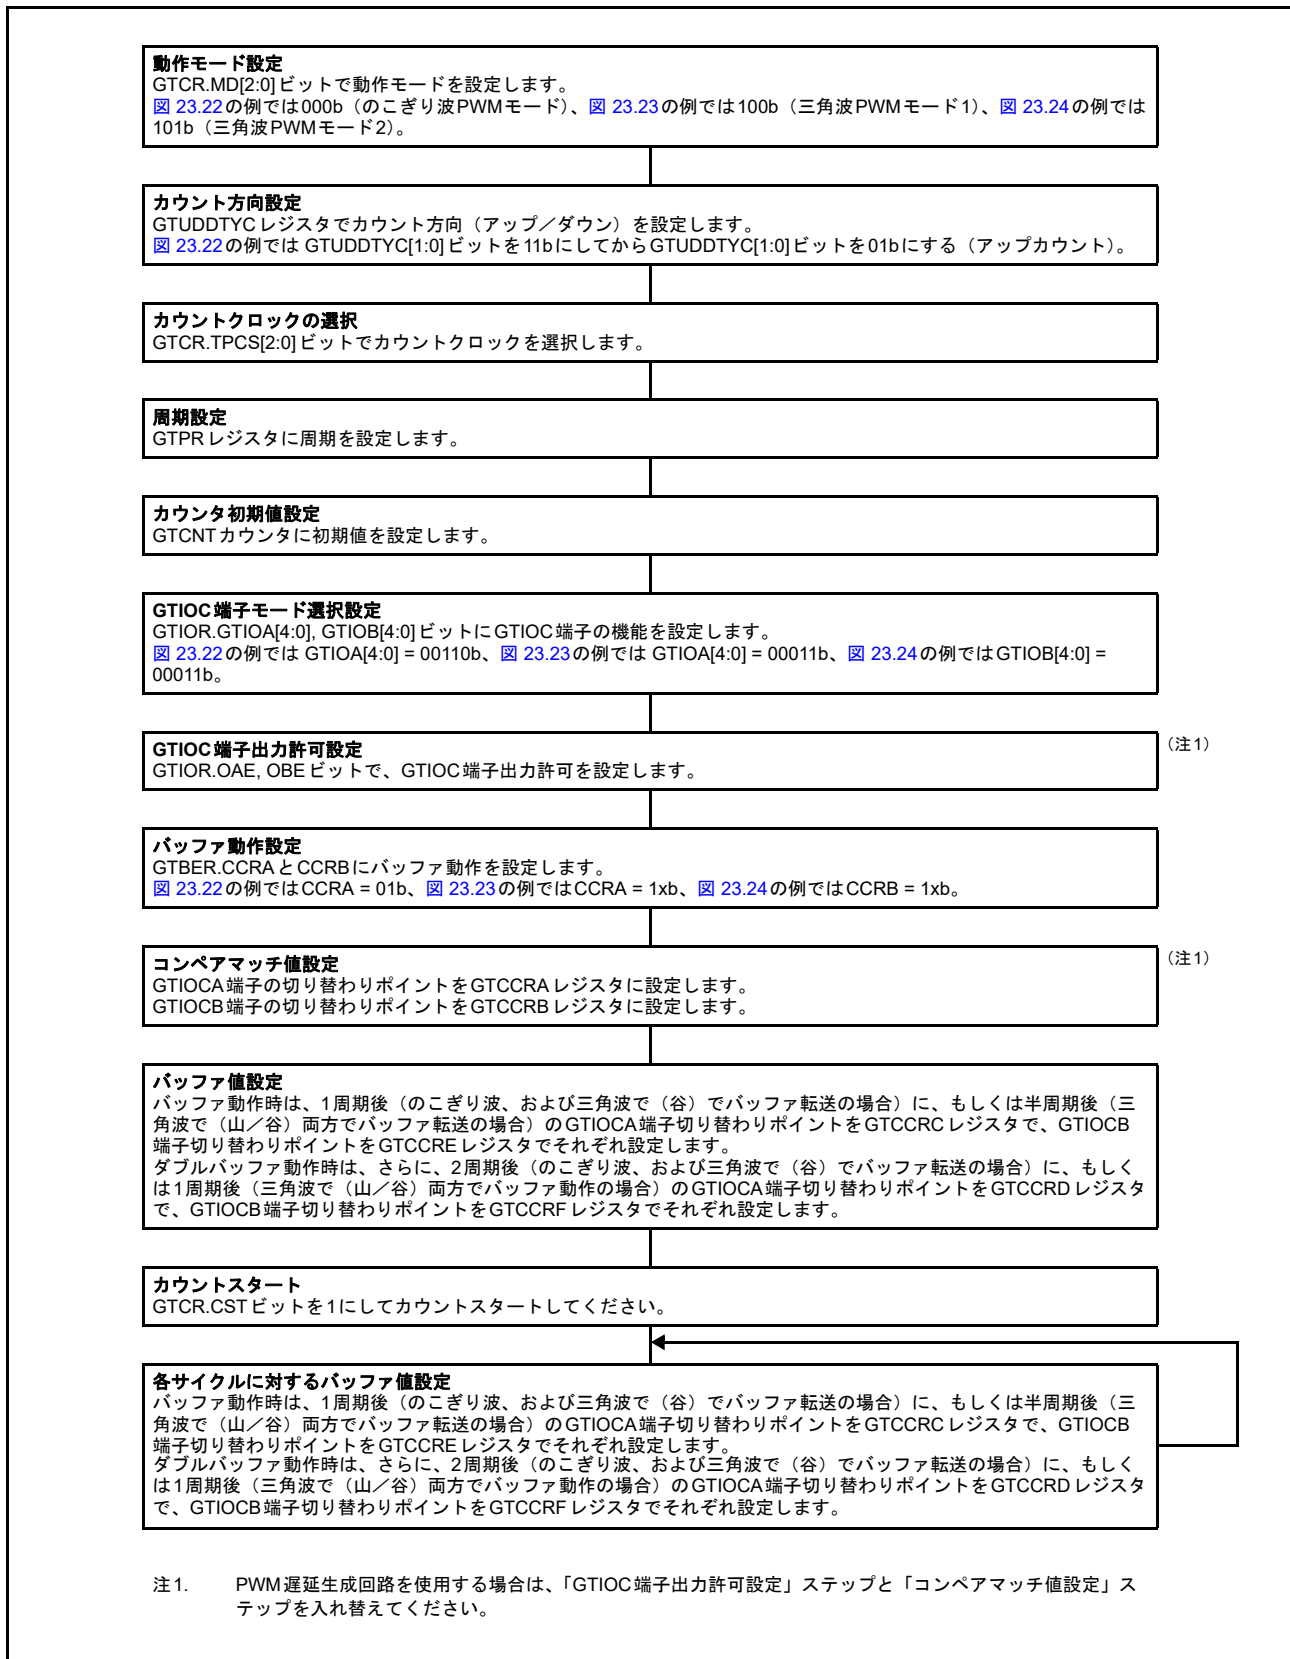 動作モード設定
GTCR.MD[2:0]ビットで動作モードを設定します。
図 23.22の例では000b（のこぎり波PWMモード）、図 23.23の例では100b（三角波PWMモード1）、図 23.24の例では
101b（三角波PWMモード2）。
カウント方向設定
GTUDDTYCレジスタでカウント方向（アップ／ダウン）を設定します。
図 23.22の例では GTUDDTYC[1:0]ビットを11bにしてからGTUDDTYC[1:0]ビットを01bにする（アップカウント）。
カウントクロックの選択
GTCR.TPCS[2:0]ビットでカウントクロックを選択します。
周期設定
GTPRレジスタに周期を設定します。
カウンタ初期値設定
GTCNTカウンタに初期値を設定します。
GTIOC端子モード選択設定
GTIOR.GTIOA[4:0], GTIOB[4:0]ビットにGTIOC端子の機能を設定します。
図 23.22の例では GTIOA[4:0] = 00110b、図 23.23の例では GTIOA[4:0] = 00011b、図 23.24の例ではGTIOB[4:0] =
00011b。
GTIOC端子出力許可設定
（注1）
GTIOR.OAE, OBEビットで、GTIOC端子出力許可を設定します。
バッファ動作設定
GTBER.CCRAとCCRBにバッファ動作を設定します。
図 23.22の例ではCCRA = 01b、図 23.23の例ではCCRA = 1xb、図 23.24の例ではCCRB = 1xb。
コンペアマッチ値設定
（注1）
GTIOCA端子の切り替わりポイントをGTCCRAレジスタに設定します。
GTIOCB端子の切り替わりポイントをGTCCRBレジスタに設定します。
バッファ値設定
バッファ動作時は、1周期後（のこぎり波、および三角波で（谷）でバッファ転送の場合）に、もしくは半周期後（三
角波で（山／谷）両方でバッファ転送の場合）のGTIOCA端子切り替わりポイントをGTCCRCレジスタで、GTIOCB
端子切り替わりポイントをGTCCREレジスタでそれぞれ設定します。
ダブルバッファ動作時は、さらに、2周期後（のこぎり波、および三角波で（谷）でバッファ転送の場合）に、もしく
は1周期後（三角波で（山／谷）両方でバッファ動作の場合）のGTIOCA端子切り替わりポイントをGTCCRDレジスタ
で、GTIOCB端子切り替わりポイントをGTCCRFレジスタでそれぞれ設定します。
カウントスタート
GTCR.CSTビットを1にしてカウントスタートしてください。
各サイクルに対するバッファ値設定
バッファ動作時は、1周期後（のこぎり波、および三角波で（谷）でバッファ転送の場合）に、もしくは半周期後（三
角波で（山／谷）両方でバッファ転送の場合）のGTIOCA端子切り替わりポイントをGTCCRCレジスタで、GTIOCB
端子切り替わりポイントをGTCCREレジスタでそれぞれ設定します。
ダブルバッファ動作時は、さらに、2周期後（のこぎり波、および三角波で（谷）でバッファ転送の場合）に、もしく
は1周期後（三角波で（山／谷）両方でバッファ動作の場合）のGTIOCA端子切り替わりポイントをGTCCRDレジスタ
で、GTIOCB端子切り替わりポイントをGTCCRFレジスタでそれぞれ設定します。
注1. PWM遅延生成回路を使用する場合は、「GTIOC端子出力許可設定」ステップと「コンペアマッチ値設定」ス
テップを入れ替えてください。